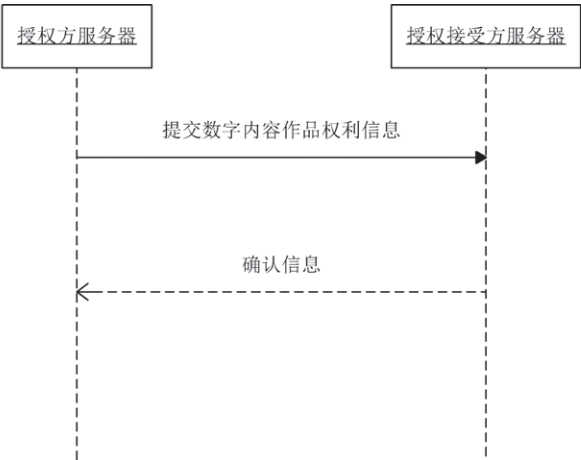 授权方服务器
授权接受方服务器
提交数字内容作品权利信息
确认信息